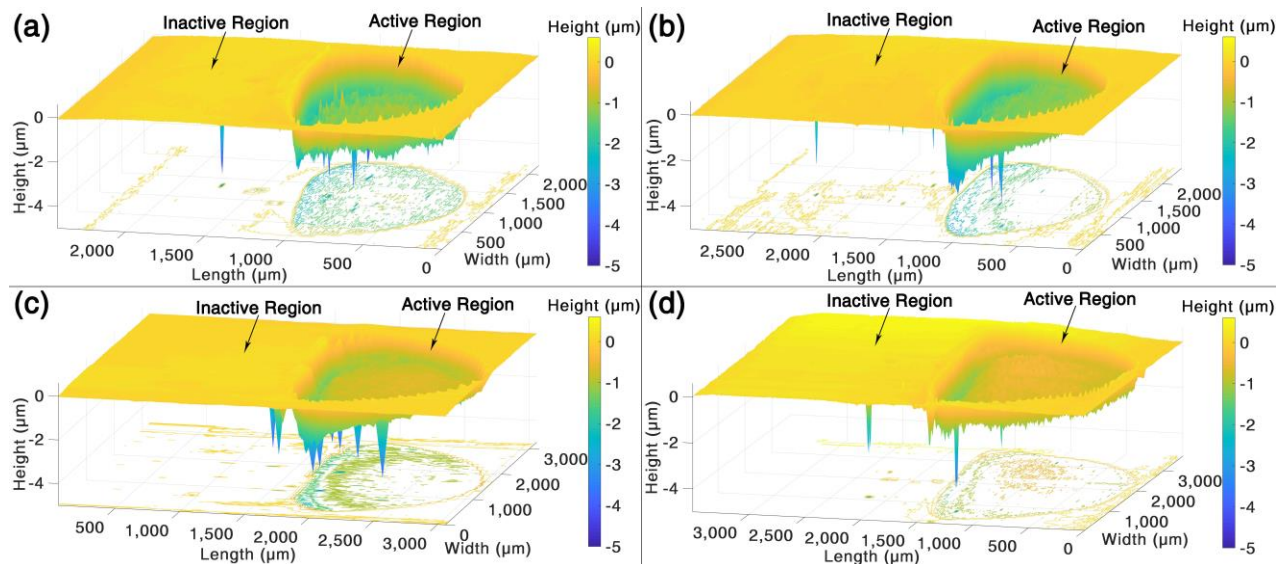 (a)
Inactive Region
Active Region
Height (µm)
0
-1
-2
-3
-4
-5
Height (µm)
0
-2
-4
2,000
1,500
1,000
500
0
Length (µm)
2,000
1,500
1,000
500
0
Width (µm)
(b)
Inactive Region
Active Region
Height (µm)
0
-1
-2
-3
-4
-5
Height (µm)
0
-2
-4
2,500
2,000
1,500
1,000
500
0
Length (µm)
2,000
1,500
1,000
500
Width (µm)
(c)
Inactive Region
Active Region
Height (µm)
0
-1
-2
-3
-4
-5
Height (µm)
0
-2
-4
500
1,000
1,500
2,000
2,500
3,000
Length (µm)
3,000
2,000
1,000
0
Width (µm)
(d)
Inactive Region
Active Region
Height (µm)
0
-1
-2
-3
-4
-5
Height (µm)
0
-2
-4
3,000
2,500
2,000
1,500
1,000
500
0
Length (µm)
3,000
2,000
1,000
0
Width (µm)